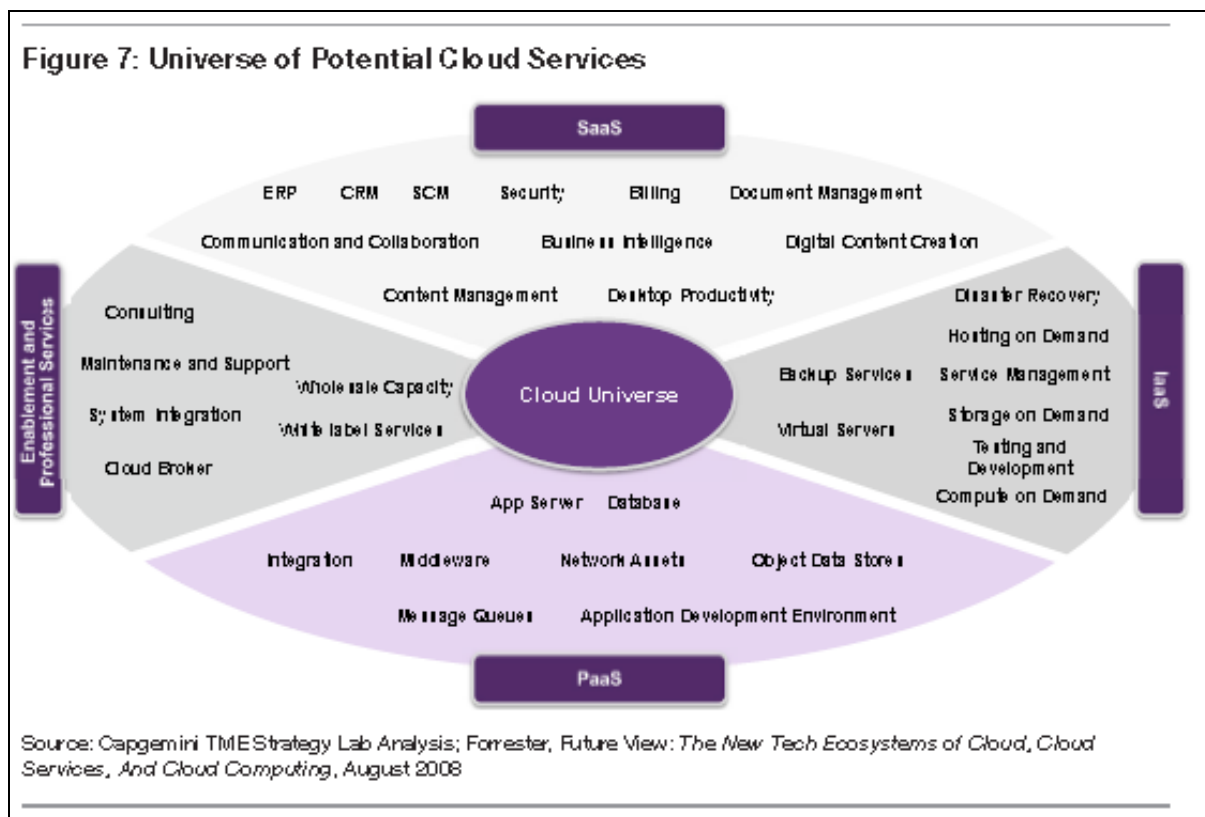 Figure 7: Universe of Potential Cloud Services
SaaS
ERP CRM SCM Security Billing Document Management
Communication and Collaboration Business Intelligence Digital Content Creation
Content Management Desktop Productivity
Enablement and
Professional Services
Consulting
Maintenance and Support
Wholesale Capacity
System Integration
White label Services
Cloud Broker
Cloud Universe
Disaster Recovery
Hosting on Demand
Backup Services Service Management
Storage on Demand
Virtual Servers
Testing and
Development
Compute on Demand
IaaS
App Server Database
Integration Middleware Network Assets Object Data Stores
Message Queues Application Development Environment
PaaS
Source: Capgemini TME Strategy Lab Analysis; Forrester, Future View: The New Tech Ecosystems of Cloud, Cloud
Services, And Cloud Computing, August 2008